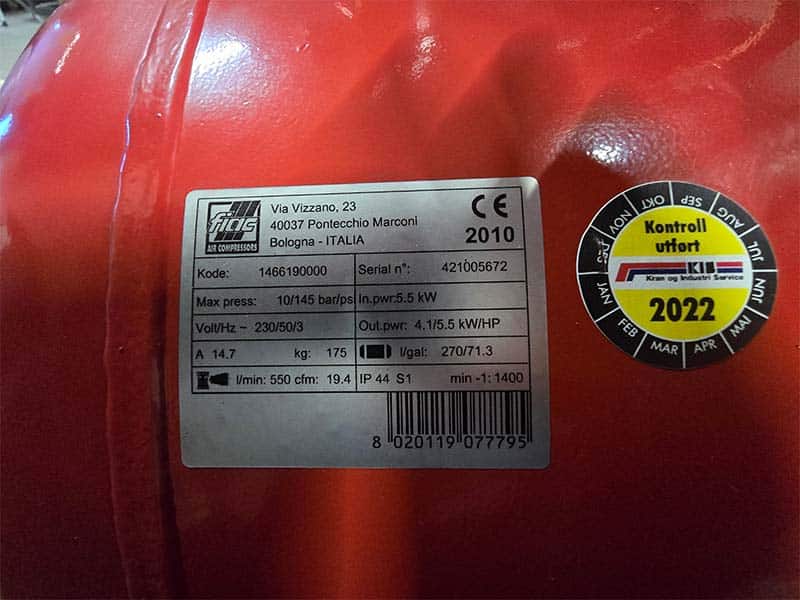 fiac
AIR COMPRESSORS
Via Vizzano, 23
40037 Pontecchio Marconi
Bologna - ITALIA
CE
2010
Kode: 1466190000
Serial n°: 421005672
Max press: 10/145 bar/ps
In.pwr: 5.5 kW
Volt/Hz ~ 230/50/3
Out.pwr: 4.1/5.5 kW/HP
A 14.7 kg: 175
l/gal: 270/71.3
l/min: 550 cfm: 19.4
IP 44 S1 min -1: 1400
8 020119 077795
Kontroll
utført
KIS
Kran og Industri Service
2022
JAN FEB MAR APR MAI JUN JUL AUG SEP OKT NOV DES